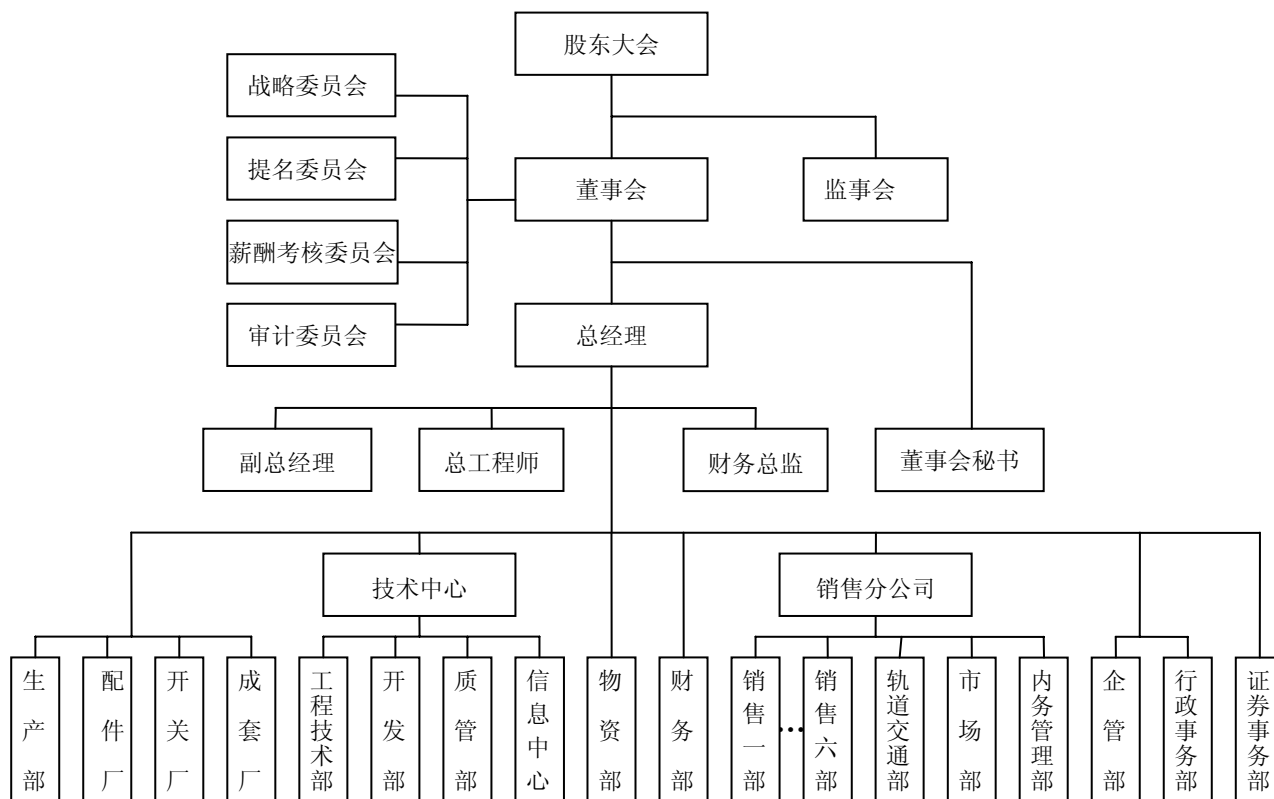 股东大会
战略委员会
提名委员会
董事会
监事会
薪酬考核委员会
审计委员会
总经理
副总经理
总工程师
财务总监
董事会秘书
技术中心
销售分公司
生产部
配件厂
开关厂
成套厂
工程技术部
开发部
质管部
信息中心
物资部
财务部
销售一部
…
销售六部
轨道交通部
市场部
内务管理部
企管部
行政事务部
证券事务部